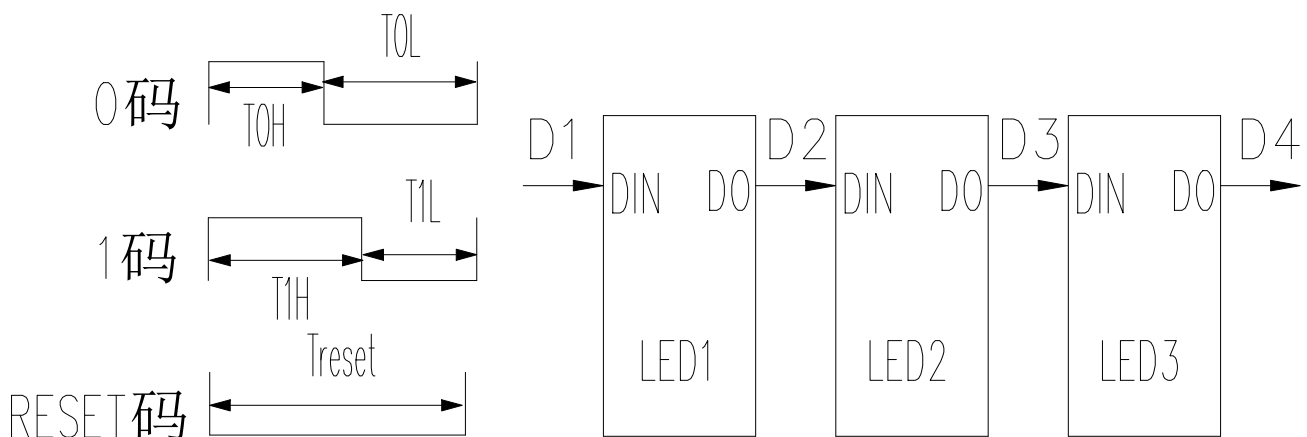 0码
T0H
T0L
1码
T1H
T1L
RESET码
Treset
D1
DIN
DO
LED1
D2
DIN
DO
LED2
D3
DIN
DO
LED3
D4